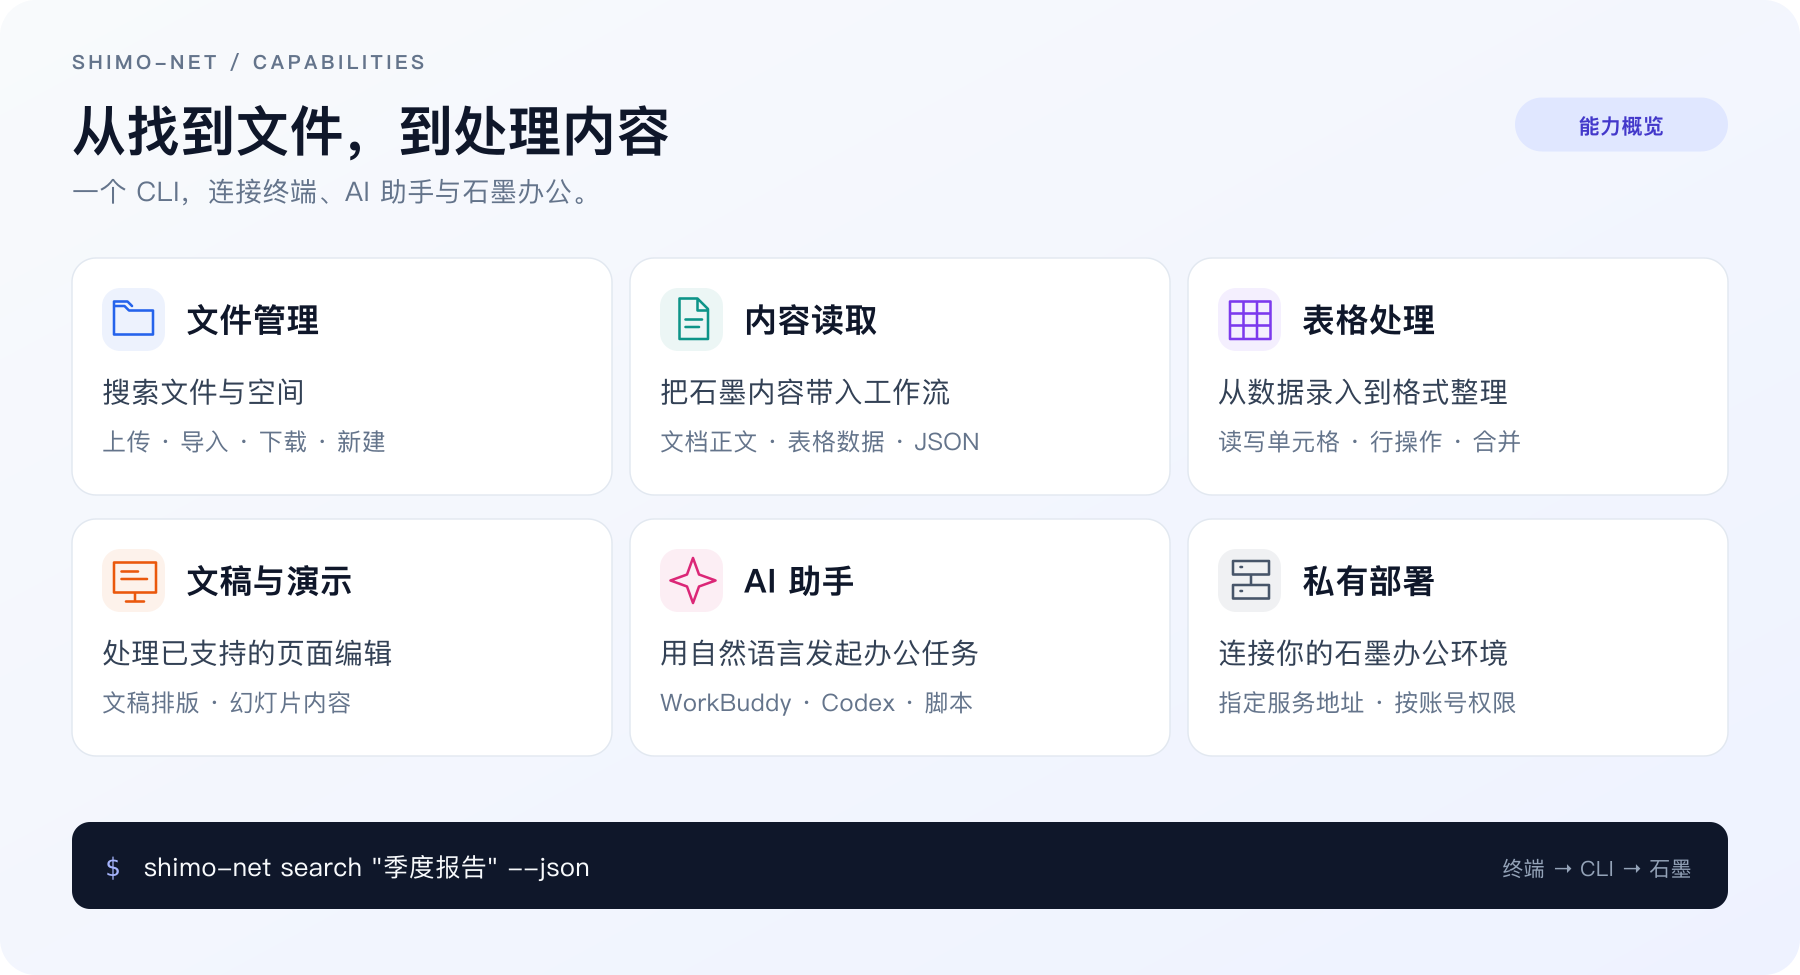 SHIMO-NET / CAPABILITIES
从找到文件，到处理内容
能力概览
一个 CLI，连接终端、AI 助手与石墨办公。
文件管理
搜索文件与空间
上传 · 导入 · 下载 · 新建
内容读取
把石墨内容带入工作流
文档正文 · 表格数据 · JSON
表格处理
从数据录入到格式整理
读写单元格 · 行操作 · 合并
文稿与演示
处理已支持的页面编辑
文稿排版 · 幻灯片内容
AI 助手
用自然语言发起办公任务
WorkBuddy · Codex · 脚本
私有部署
连接你的石墨办公环境
指定服务地址 · 按账号权限
$ shimo-net search "季度报告" --json
终端 → CLI → 石墨